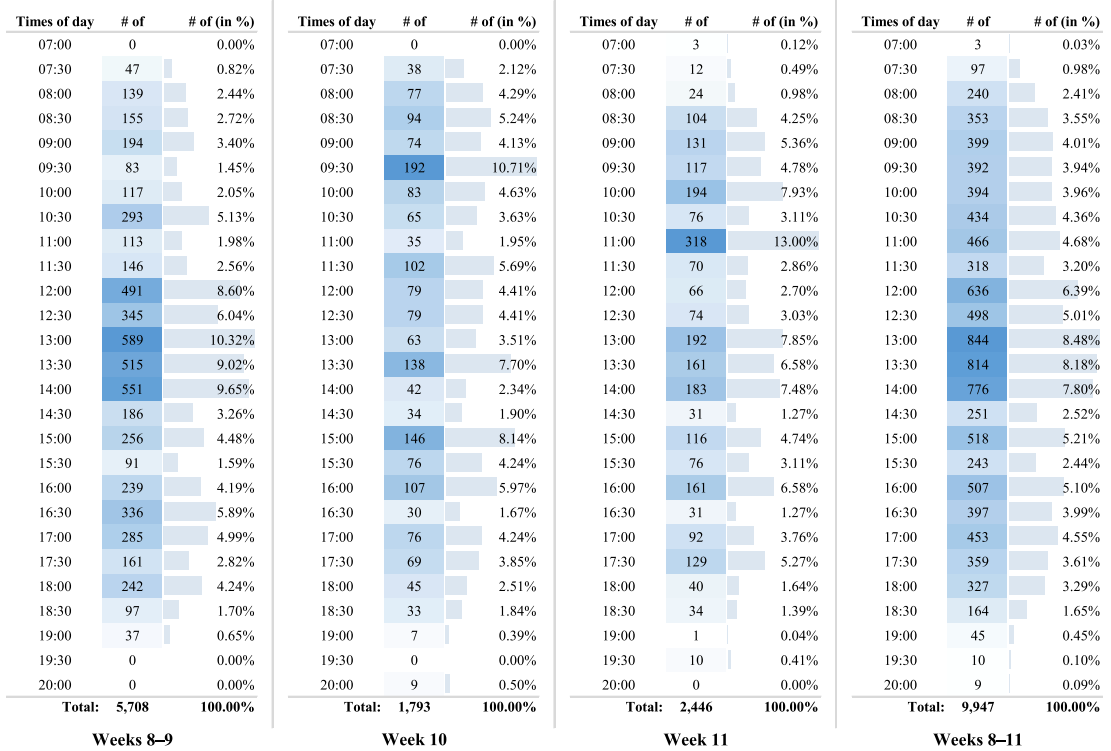 Times of day # of # of (in %) Times of day # of # of (in %) Times of day # of # of (in %) Times of day # of # of (in %)
07:00 0 0.00% 07:00 0 0.00% 07:00 3 0.12% 07:00 3 0.03%
07:30 47 0.82% 07:30 38 2.12% 07:30 12 0.49% 07:30 97 0.98%
08:00 139 2.44% 08:00 77 4.29% 08:00 24 0.98% 08:00 240 2.41%
08:30 155 2.72% 08:30 94 5.24% 08:30 104 4.25% 08:30 353 3.55%
09:00 194 3.40% 09:00 74 4.13% 09:00 131 5.36% 09:00 399 4.01%
09:30 83 1.45% 09:30 192 10.71% 09:30 117 4.78% 09:30 392 3.94%
10:00 117 2.05% 10:00 83 4.63% 10:00 194 7.93% 10:00 394 3.96%
10:30 293 5.13% 10:30 65 3.63% 10:30 76 3.11% 10:30 434 4.36%
11:00 113 1.98% 11:00 35 1.95% 11:00 318 13.00% 11:00 466 4.68%
11:30 146 2.56% 11:30 102 5.69% 11:30 70 2.86% 11:30 318 3.20%
12:00 491 8.60% 12:00 79 4.41% 12:00 66 2.70% 12:00 636 6.39%
12:30 345 6.04% 12:30 79 4.41% 12:30 74 3.03% 12:30 498 5.01%
13:00 589 10.32% 13:00 63 3.51% 13:00 192 7.85% 13:00 844 8.48%
13:30 515 9.02% 13:30 138 7.70% 13:30 161 6.58% 13:30 814 8.18%
14:00 551 9.65% 14:00 42 2.34% 14:00 183 7.48% 14:00 776 7.80%
14:30 186 3.26% 14:30 34 1.90% 14:30 31 1.27% 14:30 251 2.52%
15:00 256 4.48% 15:00 146 8.14% 15:00 116 4.74% 15:00 518 5.21%
15:30 91 1.59% 15:30 76 4.24% 15:30 76 3.11% 15:30 243 2.44%
16:00 239 4.19% 16:00 107 5.97% 16:00 161 6.58% 16:00 507 5.10%
16:30 336 5.89% 16:30 30 1.67% 16:30 31 1.27% 16:30 397 3.99%
17:00 285 4.99% 17:00 76 4.24% 17:00 92 3.76% 17:00 453 4.55%
17:30 161 2.82% 17:30 69 3.85% 17:30 129 5.27% 17:30 359 3.61%
18:00 242 4.24% 18:00 45 2.51% 18:00 40 1.64% 18:00 327 3.29%
18:30 97 1.70% 18:30 33 1.84% 18:30 34 1.39% 18:30 164 1.65%
19:00 37 0.65% 19:00 7 0.39% 19:00 1 0.04% 19:00 45 0.45%
19:30 0 0.00% 19:30 0 0.00% 19:30 10 0.41% 19:30 10 0.10%
20:00 0 0.00% 20:00 9 0.50% 20:00 0 0.00% 20:00 9 0.09%
Total: 5,708 100.00% Total: 1,793 100.00% Total: 2,446 100.00% Total: 9,947 100.00%
Weeks 8–9 Week 10 Week 11 Weeks 8–11